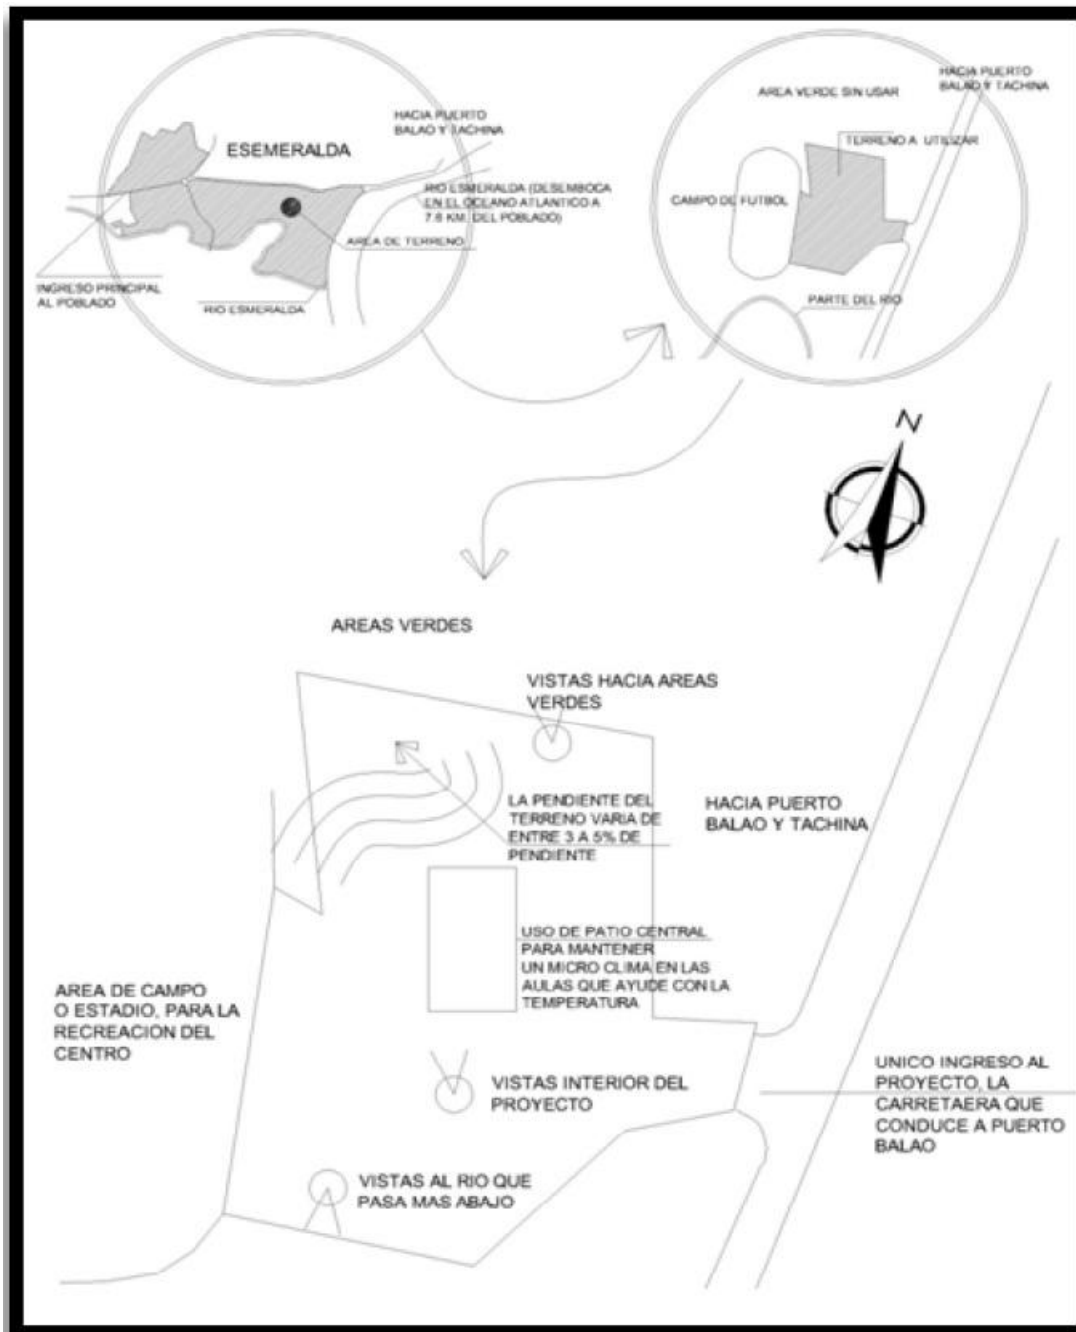 HACIA PUERTO
BALAO Y TACHINA
ESEMERALDA
RIO ESMERALDA (DESEMBOCA
EN EL OCEANO ATLANTICO A
7.6 KM. DEL POBLADO)
AREA DE TERRENO
INGRESO PRINCIPAL
AL POBLADO
RIO ESMERALDA
HACIA PUERTO
BALAO Y TACHINA
AREA VERDE SIN USAR
TERRENO A UTILIZAR
CAMPO DE FUTBOL
PARTE DEL RIO
N
AREAS VERDES
VISTAS HACIA AREAS
VERDES
LA PENDIENTE DEL
TERRENO VARIA DE
ENTRE 3 A 5% DE
PENDIENTE
HACIA PUERTO
BALAO Y TACHINA
USO DE PATIO CENTRAL
PARA MANTENER
UN MICRO CLIMA EN LAS
AULAS QUE AYUDE CON LA
TEMPERATURA
AREA DE CAMPO
O ESTADIO, PARA LA
RECREACION DEL
CENTRO
VISTAS INTERIOR DEL
PROYECTO
UNICO INGRESO AL
PROYECTO, LA
CARRETAERA QUE
CONDUCE A PUERTO
BALAO
VISTAS AL RIO QUE
PASA MAS ABAJO